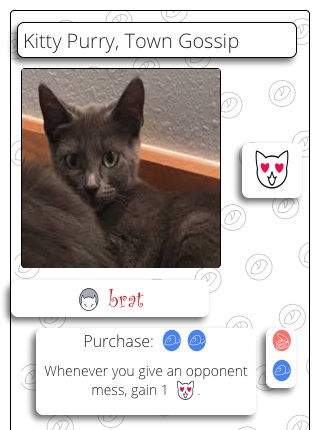 Kitty Purry, Town Gossip
brat
Purchase:
Whenever you give an opponent
mess, gain 1 .